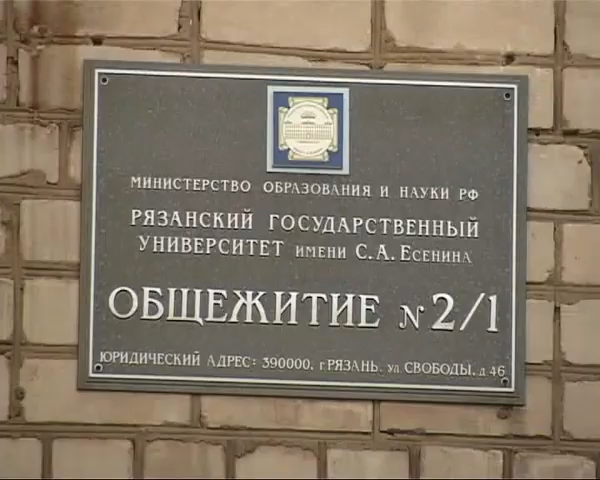 МИНИСТЕРСТВО ОБРАЗОВАНИЯ И НАУКИ РФ
РЯЗАНСКИЙ ГОСУДАРСТВЕННЫЙ
УНИВЕРСИТЕТ ИМЕНИ С.А. ЕСЕНИНА
ОБЩЕЖИТИЕ N 2/1
ЮРИДИЧЕСКИЙ АДРЕС: 390000, г.РЯЗАНЬ, ул. СВОБОДЫ, д 46